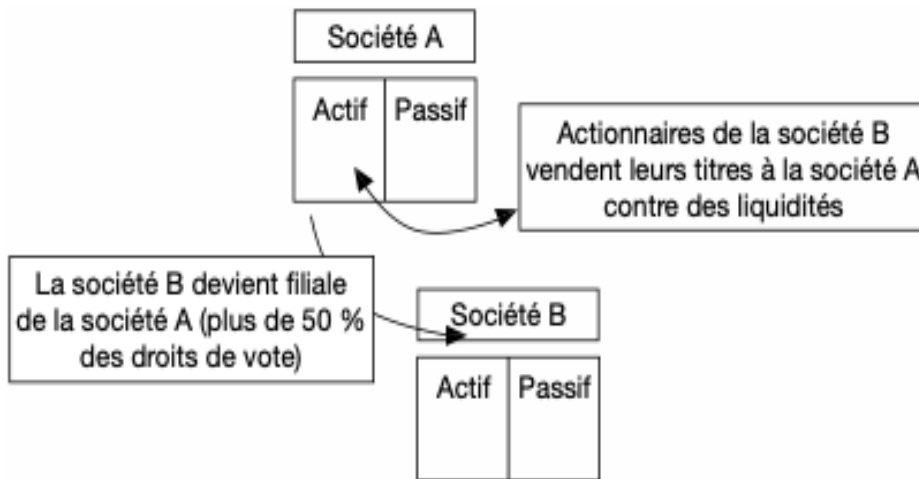 Société A
Actif
Passif
Actionnaires de la société B
vendent leurs titres à la société A
contre des liquidités
La société B devient filiale
de la société A (plus de 50 %
des droits de vote)
Société B
Actif
Passif